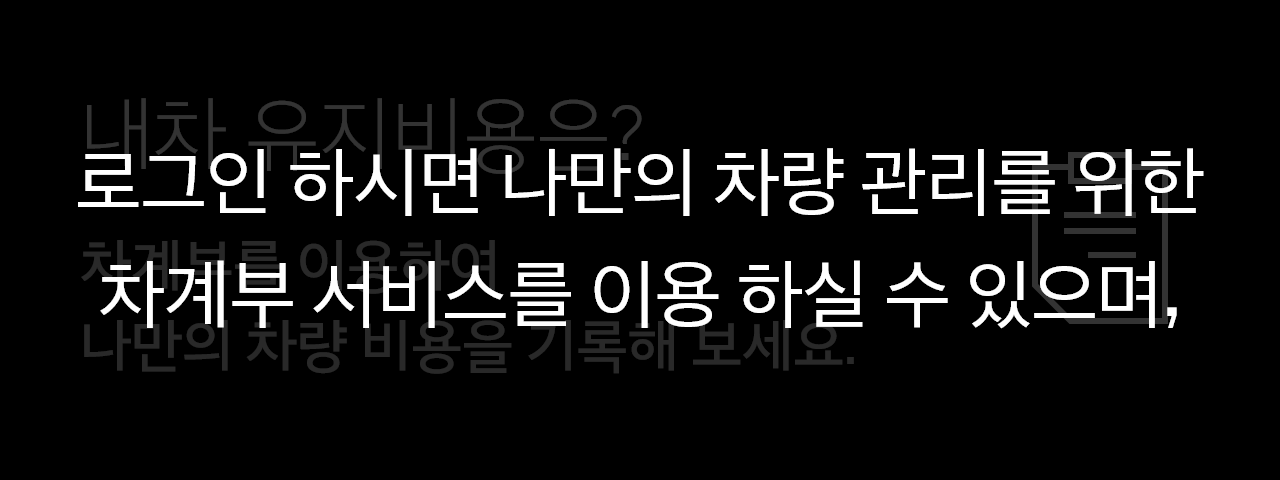 내차 유지비용은?
로그인 하시면 나만의 차량 관리를 위한
차계부를 이용하여
차계부 서비스를 이용 하실 수 있으며,
나만의 차량 비용을 기록해 보세요.